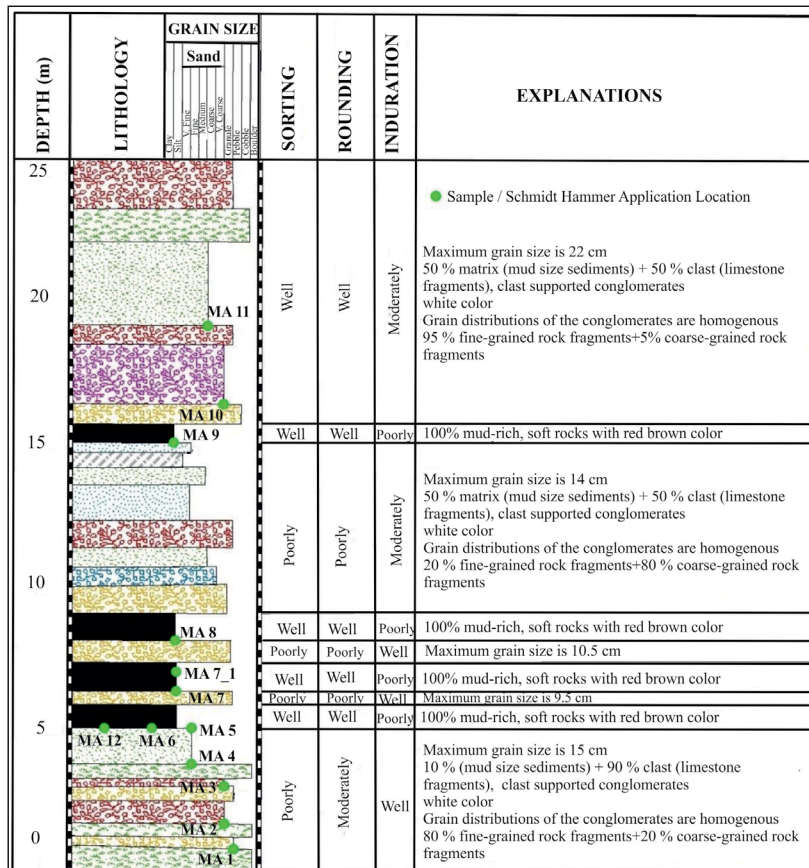 DEPTH (m)
LITHOLOGY
GRAIN SIZE
Sand
Clay
Silt
V. Fine
Fine
Medium
Coarse
V. Coarse
Granule
Pebble
Cobble
Boulder
SORTING
ROUNDING
INDURATION
EXPLANATIONS
25
20
15
10
5
0
MA 11
MA 10
MA 9
MA 8
MA 7_1
MA 7
MA 12
MA 6
MA 5
MA 4
MA 3
MA 2
MA 1
Sample / Schmidt Hammer Application Location
Well
Well
Moderately
Maximum grain size is 22 cm
50 % matrix (mud size sediments) + 50 % clast (limestone
fragments), clast supported conglomerates
white color
Grain distributions of the conglomerates are homogenous
95 % fine-grained rock fragments+5% coarse-grained rock
fragments
Well
Well
Poorly
100% mud-rich, soft rocks with red brown color
Poorly
Poorly
Moderately
Maximum grain size is 14 cm
50 % matrix (mud size sediments) + 50 % clast (limestone
fragments), clast supported conglomerates
white color
Grain distributions of the conglomerates are homogenous
20 % fine-grained rock fragments+80 % coarse-grained rock
fragments
Well
Well
Poorly
100% mud-rich, soft rocks with red brown color
Poorly
Poorly
Well
Maximum grain size is 10.5 cm
Well
Well
Poorly
100% mud-rich, soft rocks with red brown color
Poorly
Poorly
Well
Maximum grain size is 9.5 cm
Well
Well
Poorly
100% mud-rich, soft rocks with red brown color
Poorly
Moderately
Well
Maximum grain size is 15 cm
10 % (mud size sediments) + 90 % clast (limestone
fragments), clast supported conglomerates
white color
Grain distributions of the conglomerates are homogenous
80 % fine-grained rock fragments+20 % coarse-grained rock
fragments